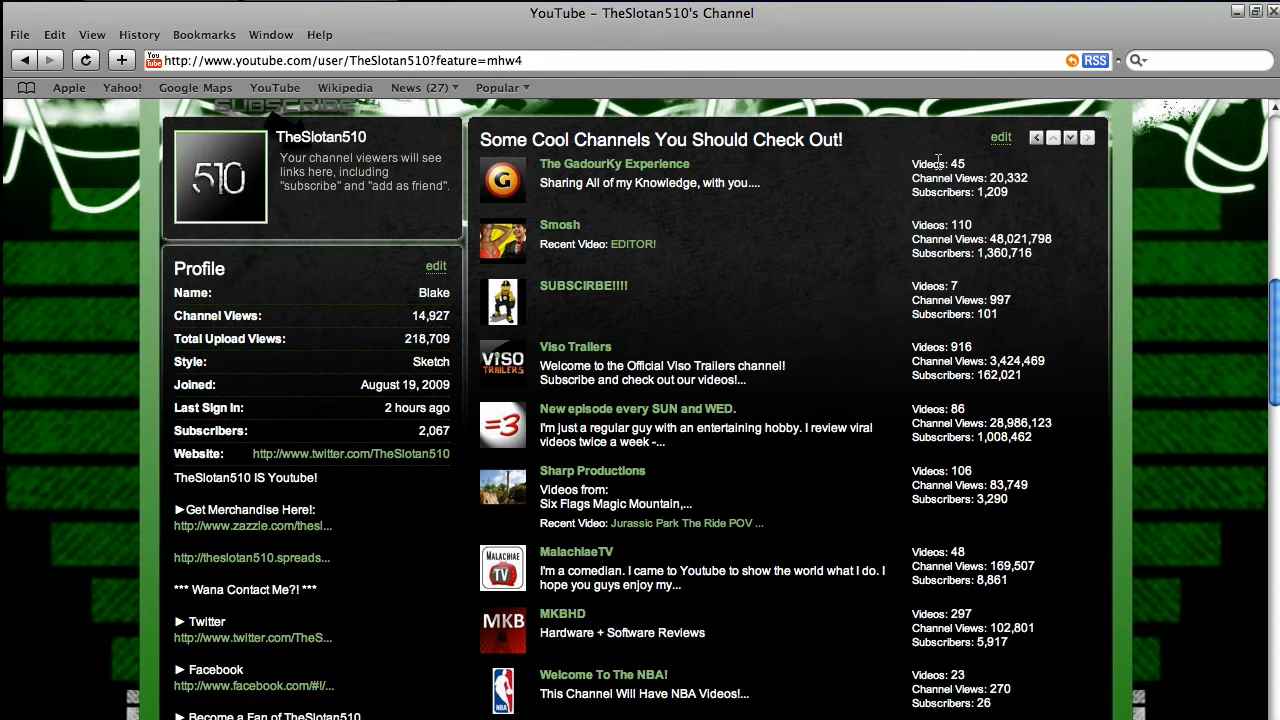 YouTube - TheSlotan510's Channel
File Edit View History Bookmarks Window Help
You Tube http://www.youtube.com/user/TheSlotan510?feature=mhw4 RSS
Apple Yahoo! Google Maps YouTube Wikipedia News (27) Popular
SUBSCRIBE
510
TheSlotan510
Your channel viewers will see
links here, including
"subscribe" and "add as friend".
Profile edit
Name: Blake
Channel Views: 14,927
Total Upload Views: 218,709
Style: Sketch
Joined: August 19, 2009
Last Sign In: 2 hours ago
Subscribers: 2,067
Website: http://www.twitter.com/TheSlotan510
TheSlotan510 IS Youtube!
►Get Merchandise Here!:
http://www.zazzle.com/thesl...
http://theslotan510.spreads...
*** Wana Contact Me?! ***
► Twitter
http://www.twitter.com/TheS...
► Facebook
http://www.facebook.com/#!/...
► Become a Fan of TheSlotan510
Some Cool Channels You Should Check Out! edit
G
The GadourKy Experience
Sharing All of my Knowledge, with you....
Videos: 45
Channel Views: 20,332
Subscribers: 1,209
Smosh
Recent Video: EDITOR!
Videos: 110
Channel Views: 48,021,798
Subscribers: 1,360,716
SUBSCIRBE!!!!
Videos: 7
Channel Views: 997
Subscribers: 101
VISO
TRAILERS
Viso Trailers
Welcome to the Official Viso Trailers channel!
Subscribe and check out our videos!...
Videos: 916
Channel Views: 3,424,469
Subscribers: 162,021
=3
New episode every SUN and WED.
I'm just a regular guy with an entertaining hobby. I review viral
videos twice a week -...
Videos: 86
Channel Views: 28,986,123
Subscribers: 1,008,462
Sharp Productions
Videos from:
Six Flags Magic Mountain,...
Recent Video: Jurassic Park The Ride POV ...
Videos: 106
Channel Views: 83,749
Subscribers: 3,290
MALACHIAE
TV
MalachiaeTV
I'm a comedian. I came to Youtube to show the world what I do. I
hope you guys enjoy my...
Videos: 48
Channel Views: 169,507
Subscribers: 8,861
MKB
MKBHD
Hardware + Software Reviews
Videos: 297
Channel Views: 102,801
Subscribers: 5,917
NBA
Welcome To The NBA!
This Channel Will Have NBA Videos!...
Videos: 23
Channel Views: 270
Subscribers: 26